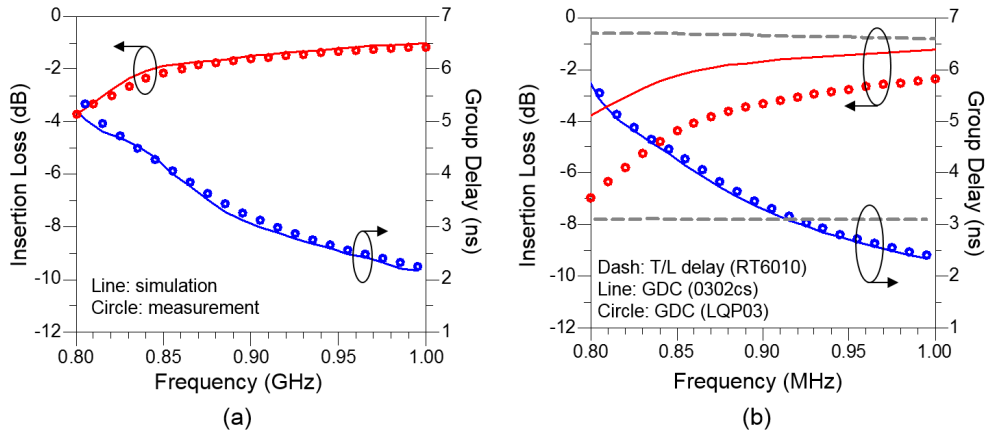 0
-2
-4
-6
-8
-10
-12
Insertion Loss (dB)
7
6
5
4
3
2
1
Group Delay (ns)
Line: simulation
Circle: measurement
0.80
0.85
0.90
0.95
1.00
Frequency (GHz)
(a)
0
-2
-4
-6
-8
-10
-12
Insertion Loss (dB)
7
6
5
4
3
2
1
Group Delay (ns)
Dash: T/L delay (RT6010)
Line: GDC (0302cs)
Circle: GDC (LQP03)
0.80
0.85
0.90
0.95
1.00
Frequency (MHz)
(b)